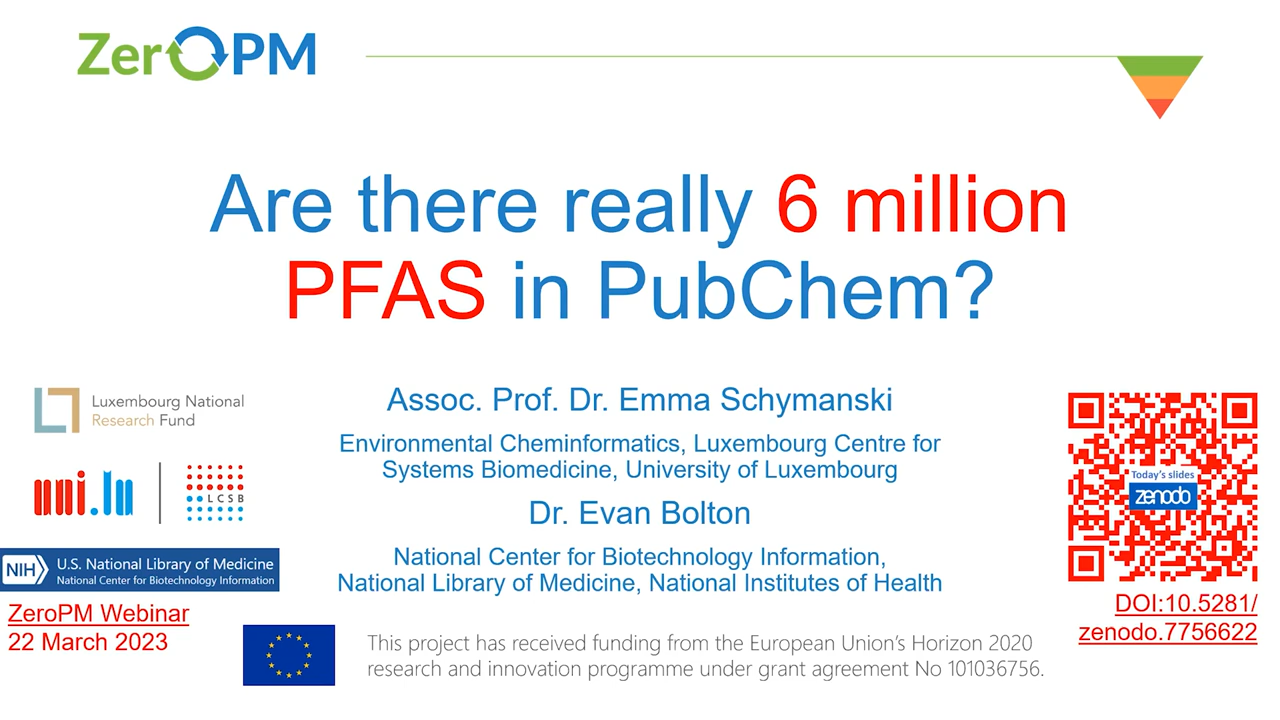 ZerOPM
Are there really 6 million
PFAS in PubChem?
Luxembourg National
Research Fund
uni.lu
LCSB
NIH
U.S. National Library of Medicine
National Center for Biotechnology Information
ZeroPM Webinar
22 March 2023
Assoc. Prof. Dr. Emma Schymanski
Environmental Cheminformatics, Luxembourg Centre for
Systems Biomedicine, University of Luxembourg
Dr. Evan Bolton
National Center for Biotechnology Information,
National Library of Medicine, National Institutes of Health
Today's slides
zenodo
DOI:10.5281/
zenodo.7756622
This project has received funding from the European Union’s Horizon 2020
research and innovation programme under grant agreement No 101036756.